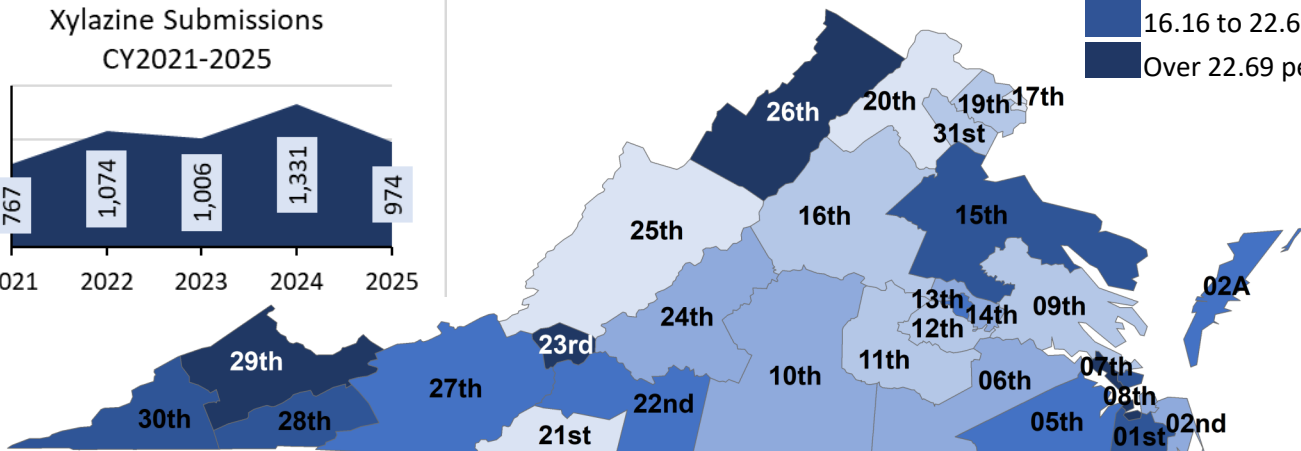 Xylazine Submissions
CY2021-2025
767
1,074
1,006
1,331
974
2022
2023
2024
2025
16.16 to 22.6
Over 22.69
26th
20th
19th
17th
31st
25th
16th
15th
02A
24th
13th
14th
09th
12th
23rd
29th
11th
10th
07th
27th
06th
08th
22nd
30th
28th
05th
02nd
21st
01st